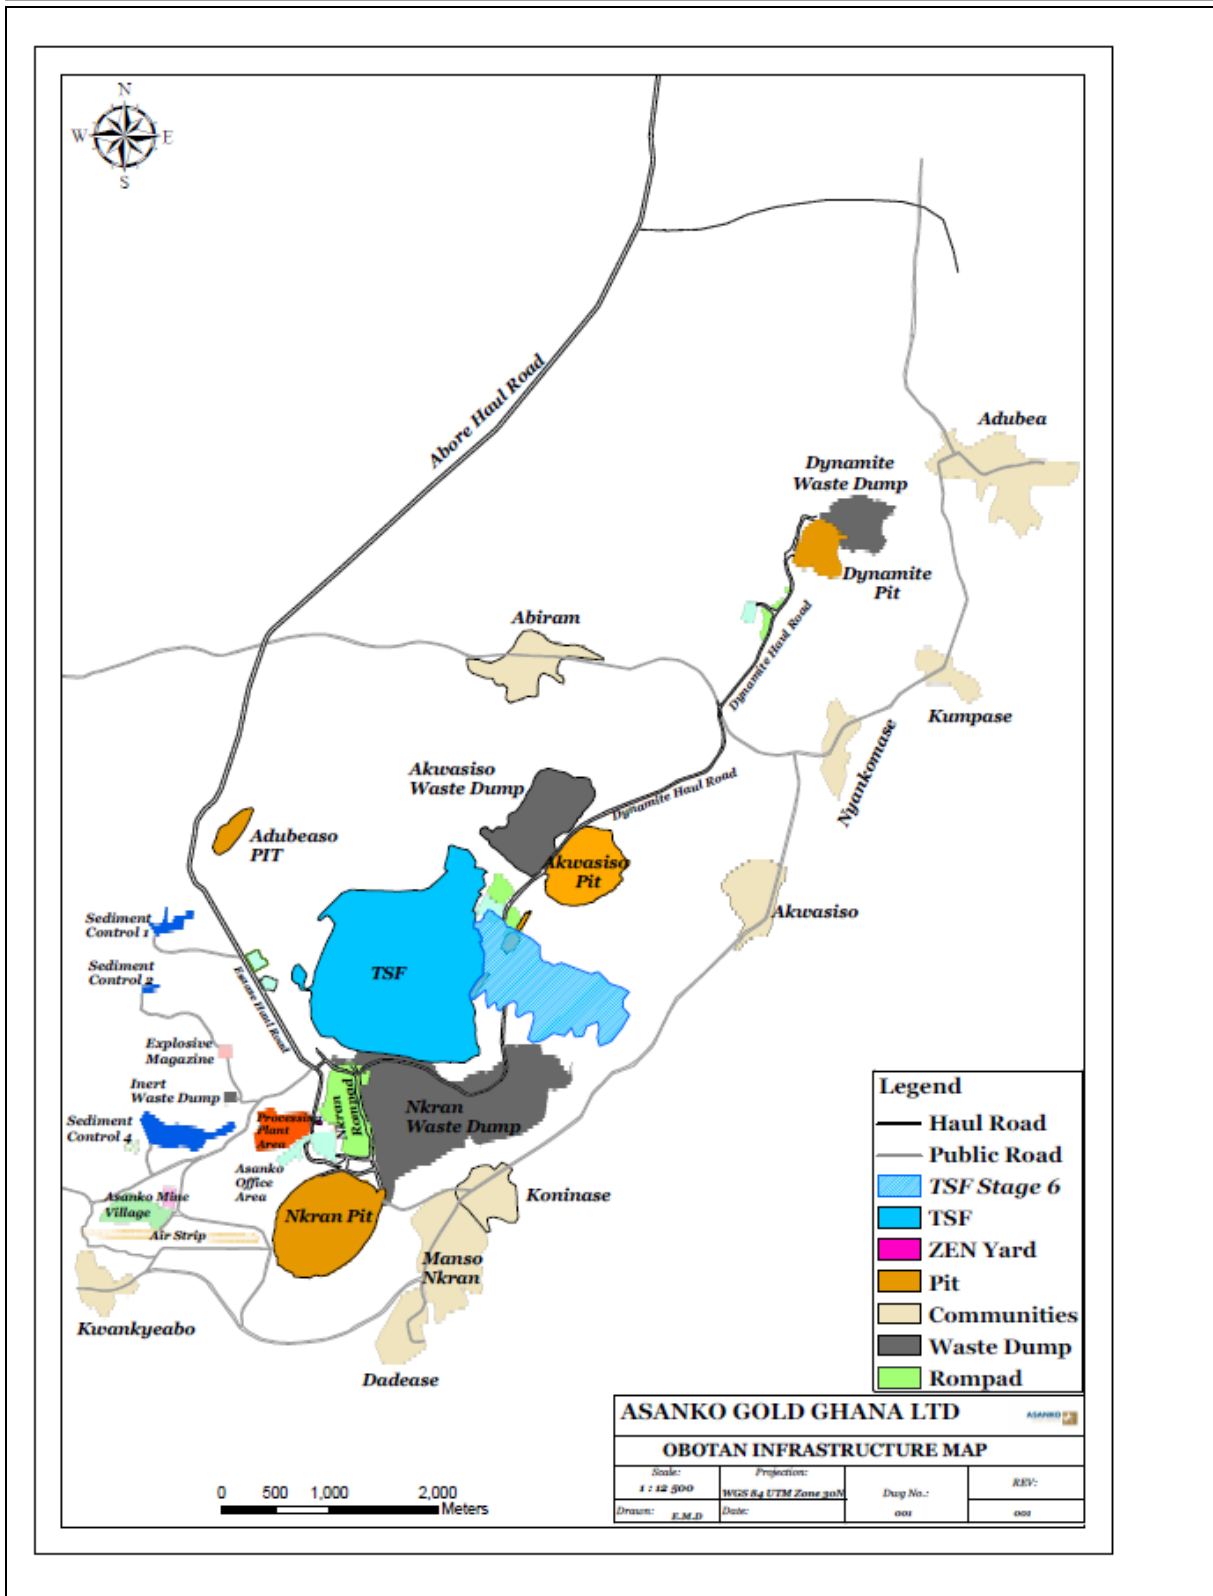 N
W E
S
Abore Haul Road
Adubea
Dynamite
Waste Dump
Dynamite
Pit
Dynamite Haul Road
Abiram
Kumpase
Nyankomase
Akwasiso
Waste Dump
Dynamite Haul Road
Adubeaso
PIT
Akwasiso
Pit
Akwasiso
Sediment
Control 1
TSF
Sediment
Control 2
Esaase Haul Road
Explosive
Magazine
Inert
Waste Dump
Nkran
Rompad
Nkran
Waste Dump
Sediment
Control 4
Processing
Plant
Area
Asanko
Office
Area
Asanko Mine
Village
Koninase
Nkran Pit
Air Strip
Manso
Nkran
Kwankyeabo
Dadease
Legend
Haul Road
Public Road
TSF Stage 6
TSF
ZEN Yard
Pit
Communities
Waste Dump
Rompad
ASANKO GOLD GHANA LTD ASANKO
OBOTAN INFRASTRUCTURE MAP
Scale: Projection: Dwg No.: REV:
1 : 12 500 WGS 84 UTM Zone 30N
Drawn: E.M.D Date: 001 001
0 500 1,000 2,000
Meters